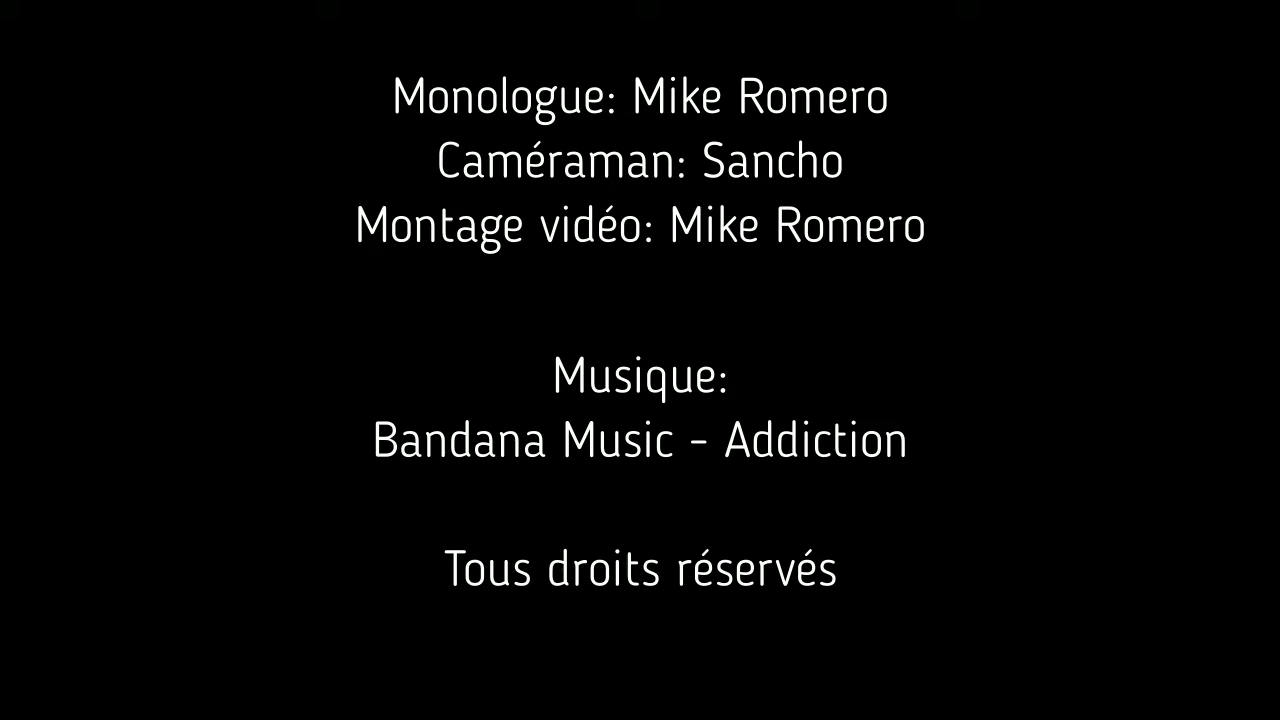 Monologue: Mike Romero
Caméraman: Sancho
Montage vidéo: Mike Romero
Musique:
Bandana Music - Addiction
Tous droits réservés